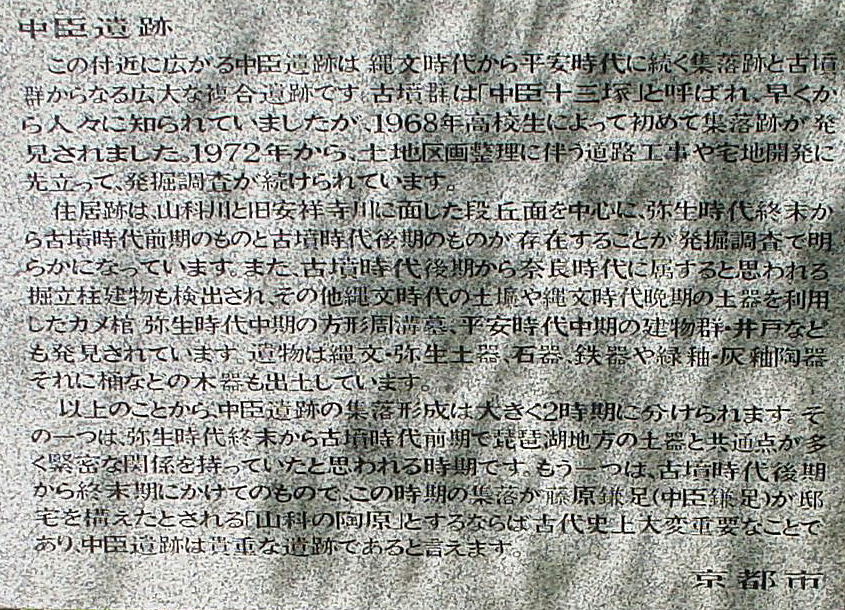 中臣遺跡
この付近に広がる中臣遺跡は縄文時代から平安時代に続く集落跡と古墳
群からなる広大な複合遺跡です。古墳群は「中臣十三塚」と呼ばれ、早くか
ら人々に知られていましたが、1968年高校生によって初めて集落跡が発
見されました。1972年から、土地区画整理に伴う道路工事や宅地開発に
先立って、発掘調査が続けられています。
住居跡は、山科川と旧安祥寺川に面した段丘面を中心に、弥生時代終末か
ら古墳時代前期のものと古墳時代後期のものが存在することが発掘調査で明
らかになっています。また、古墳時代後期から奈良時代に属すると思われる
掘立柱建物も検出され、その他縄文時代の土壙や縄文時代晩期の土器を利用
したカメ棺、弥生時代中期の方形周溝墓、平安時代中期の建物群・井戸など
も発見されています。遺物は縄文・弥生土器、石器、鉄器や緑釉・灰釉陶器
それに桶などの木器も出土しています。
以上のことから、中臣遺跡の集落形成は大きく2時期に分けられます。そ
の一つは、弥生時代終末から古墳時代前期で琵琶湖地方の土器と共通点が多
く緊密な関係を持っていたと思われる時期です。もう一つは、古墳時代後期
から終末期にかけてのもので、この時期の集落が藤原鎌足(中臣鎌足)が邸
宅を構えたとされる「山科の陶原」とするならば古代史上大変重要なことで
あり、中臣遺跡は貴重な遺跡であると言えます。
京都市